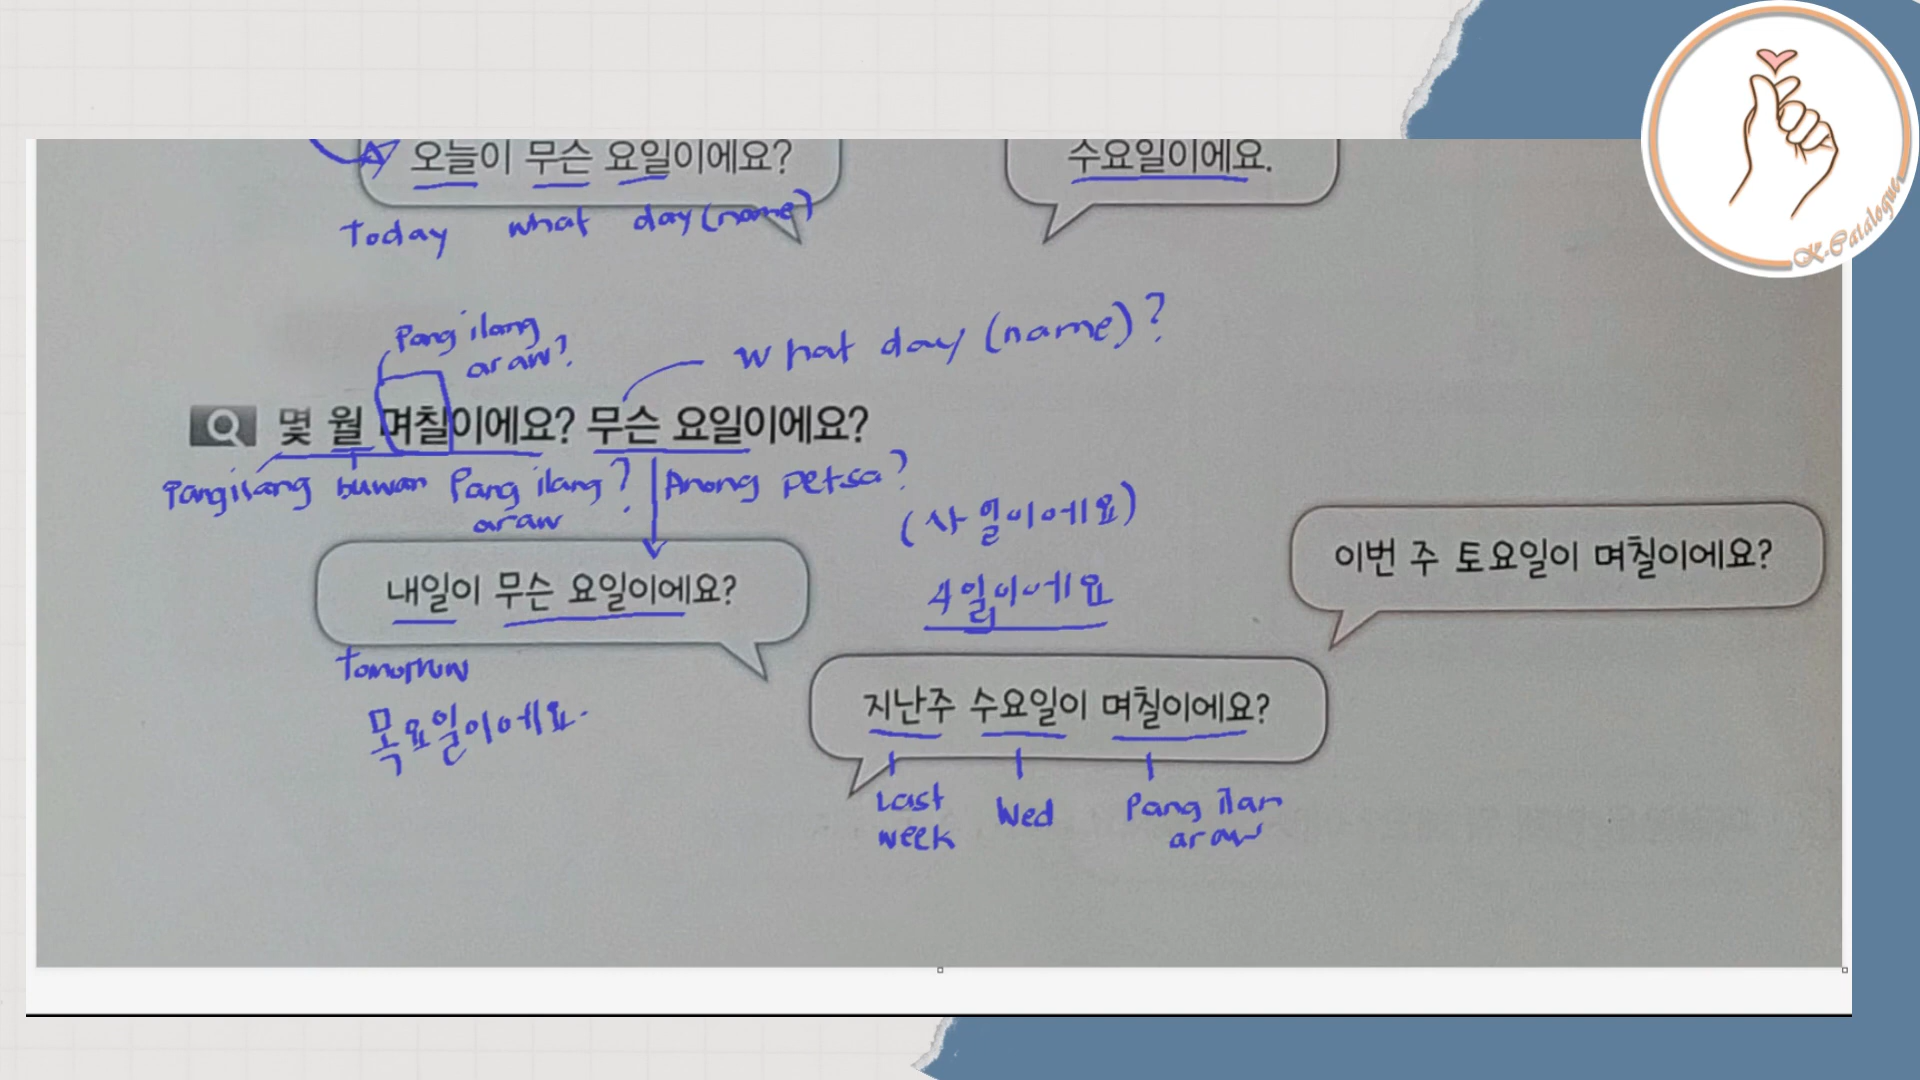 오늘이 무슨 요일이에요?
수요일이에요.
Today what day (name)
K-Catalogue
Pang ilang
araw?
What day (name)?
몇 월 며칠이에요? 무슨 요일이에요?
Pangilang buwan Pang ilang?
araw
Anong petsa?
(사 일이에요)
4일이에요
내일이 무슨 요일이에요?
이번 주 토요일이 며칠이에요?
tomorrow
목요일이에요.
지난주 수요일이 며칠이에요?
Last
week
Wed
Pang ilan
araw